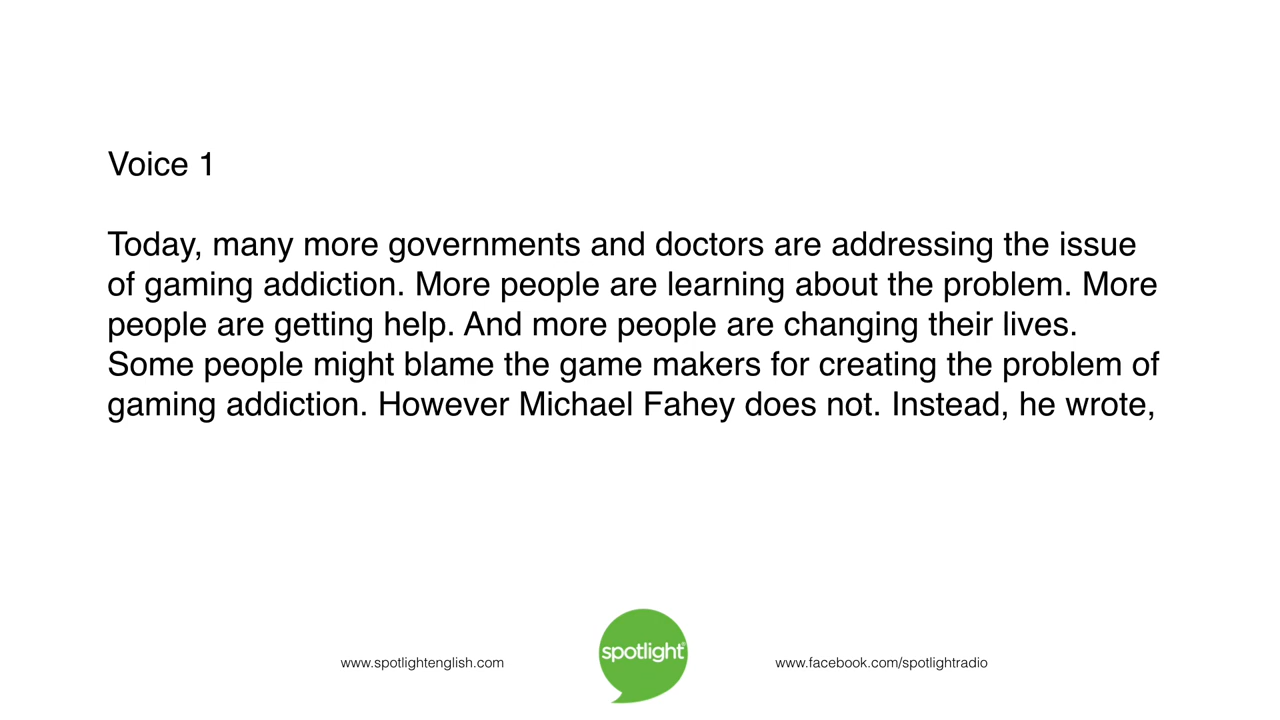 Voice 1
Today, many more governments and doctors are addressing the issue
of gaming addiction. More people are learning about the problem. More
people are getting help. And more people are changing their lives.
Some people might blame the game makers for creating the problem of
gaming addiction. However Michael Fahey does not. Instead, he wrote,
www.spotlightenglish.com
spotlight®
www.facebook.com/spotlightradio